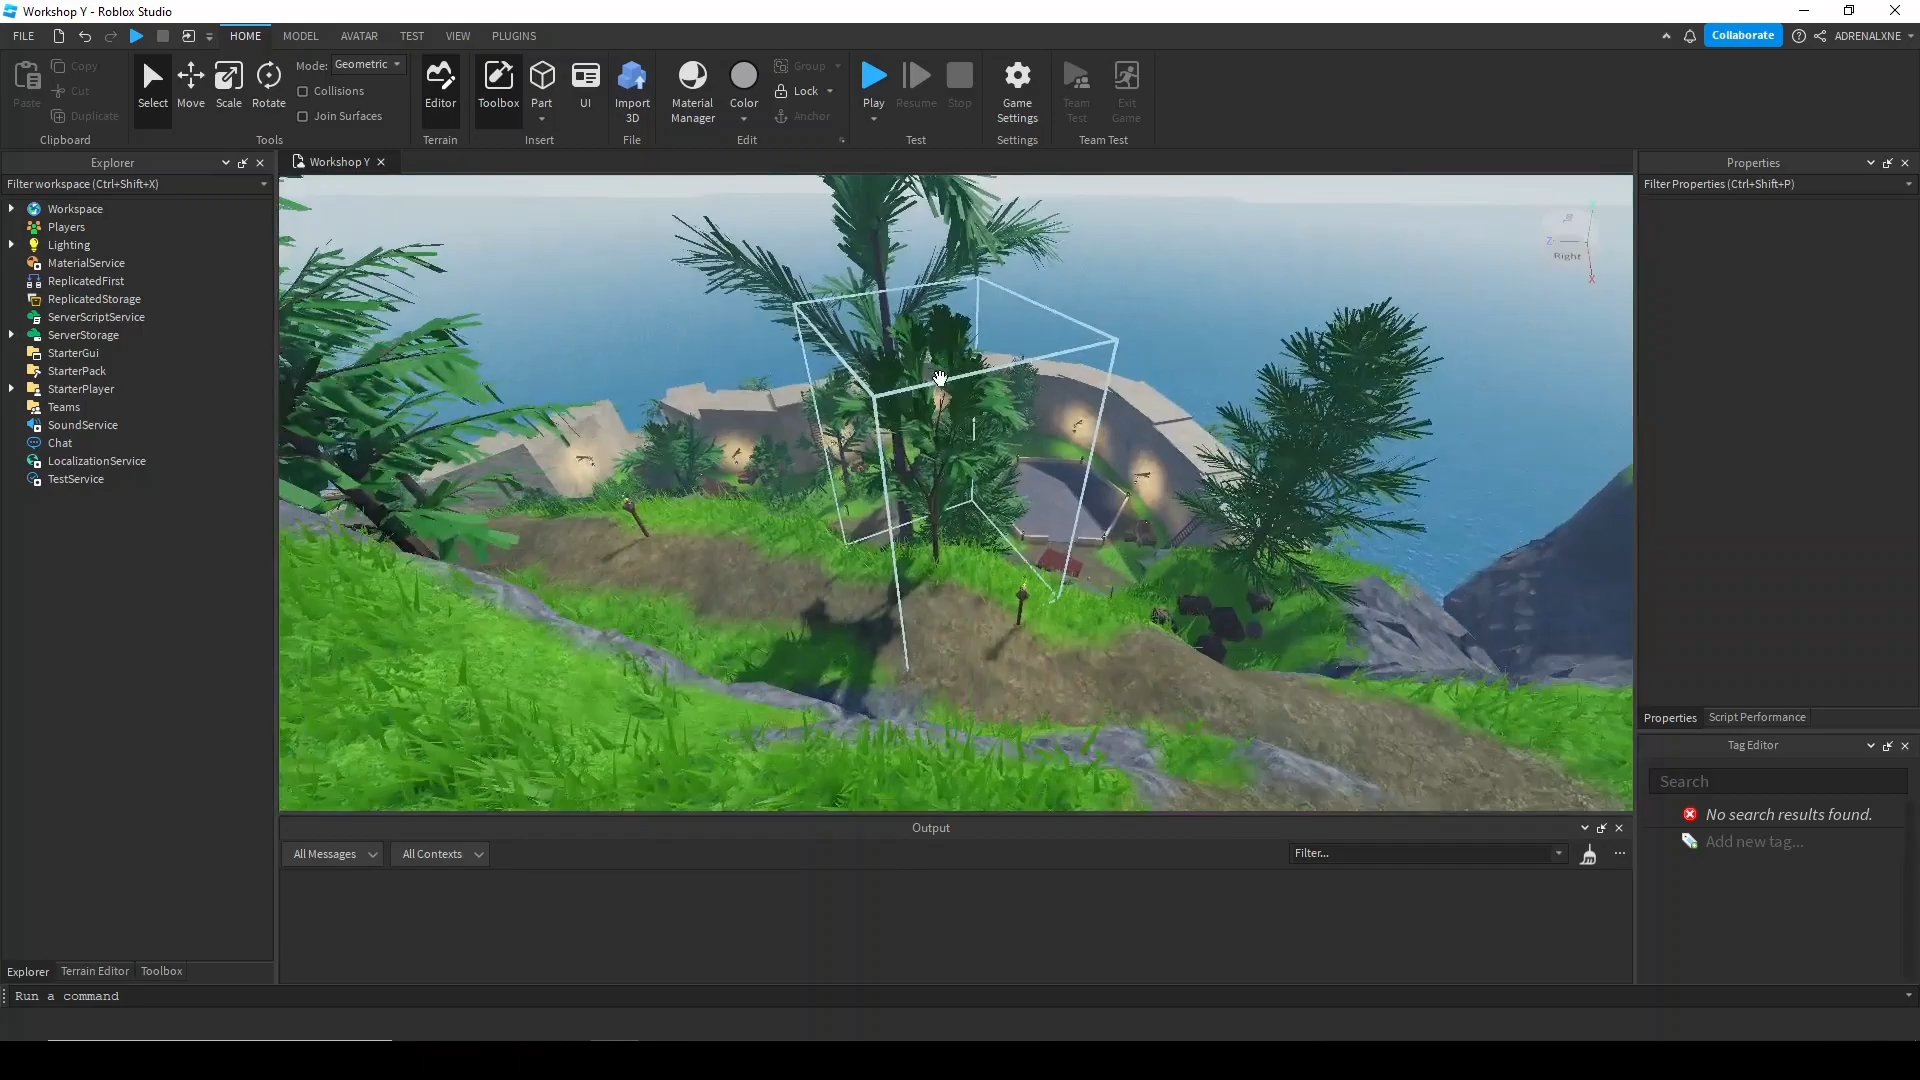 Workshop Y - Roblox Studio
FILE HOME MODEL AVATAR TEST VIEW PLUGINS Collaborate ADRENALXNE
Paste Copy Cut Duplicate
Select Move Scale Rotate
Mode: Geometric
Collisions
Join Surfaces
Editor
Toolbox Part UI
Import 3D
Material Manager
Color
Group
Lock
Anchor
Play Resume Stop
Game Settings
Team Test
Exit Game
Clipboard Tools Terrain Insert File Edit Test Settings Team Test
Explorer
Workshop Y
Properties
Filter workspace (Ctrl+Shift+X)
Filter Properties (Ctrl+Shift+P)
Workspace
Players
Lighting
MaterialService
ReplicatedFirst
ReplicatedStorage
ServerScriptService
ServerStorage
StarterGui
StarterPack
StarterPlayer
Teams
SoundService
Chat
LocalizationService
TestService
Z
Right
X
Properties Script Performance
Tag Editor
Search
No search results found.
Add new tag...
Output
All Messages All Contexts Filter...
Explorer Terrain Editor Toolbox
Run a command